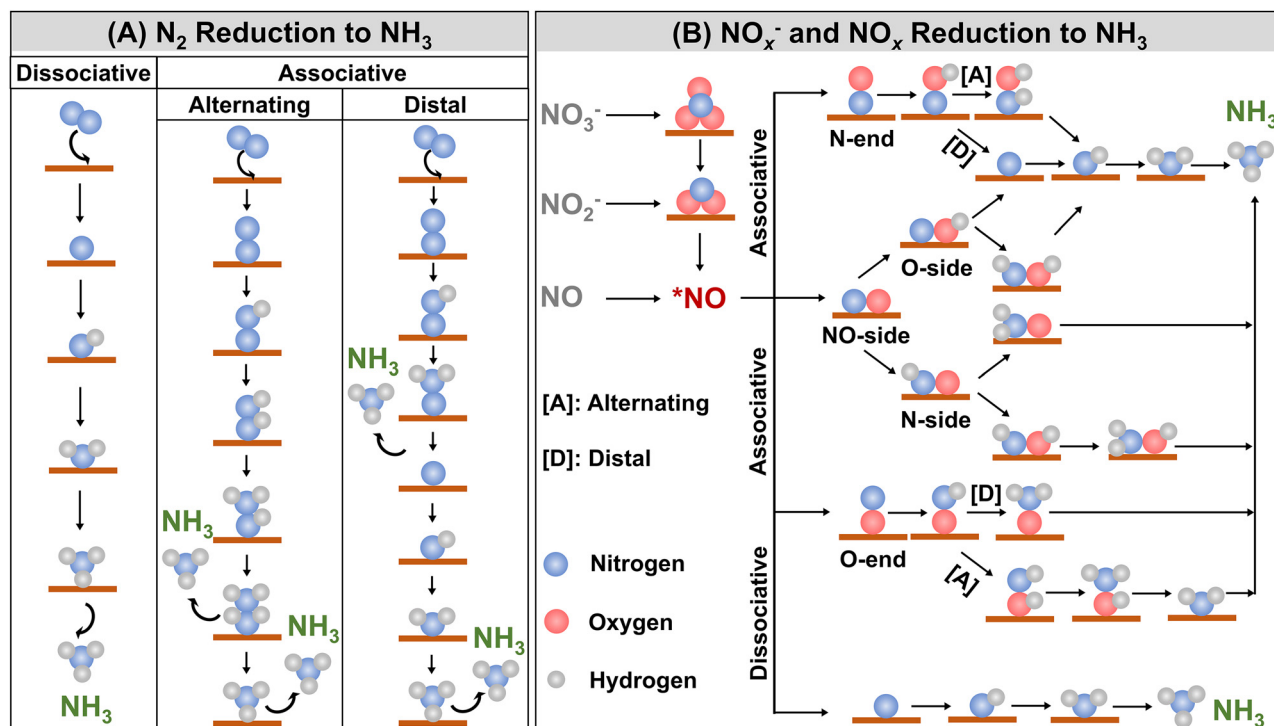 (A) N₂ Reduction to NH₃
Dissociative
Associative
Alternating
Distal
NH₃
NH₃
NH₃
NH₃
NH₃
(B) NOₓ⁻ and NOₓ Reduction to NH₃
NO₃⁻
NO₂⁻
NO
*NO
[A]: Alternating
[D]: Distal
Nitrogen
Oxygen
Hydrogen
Associative
Associative
Dissociative
[A]
N-end
[D]
NH₃
O-side
NO-side
N-side
[D]
O-end
[A]
NH₃